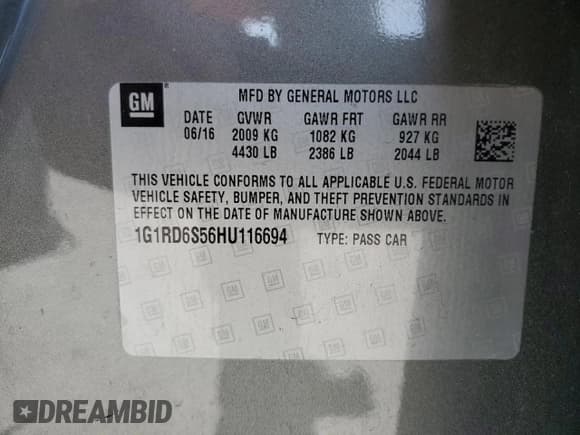 GM ®
MFD BY GENERAL MOTORS LLC
DATE GVWR GAWR FRT GAWR RR
06/16 2009 KG 1082 KG 927 KG
4430 LB 2386 LB 2044 LB
THIS VEHICLE CONFORMS TO ALL APPLICABLE U.S. FEDERAL MOTOR
VEHICLE SAFETY, BUMPER, AND THEFT PREVENTION STANDARDS IN
EFFECT ON THE DATE OF MANUFACTURE SHOWN ABOVE.
1G1RD6S56HU116694 TYPE: PASS CAR
DREAMBID